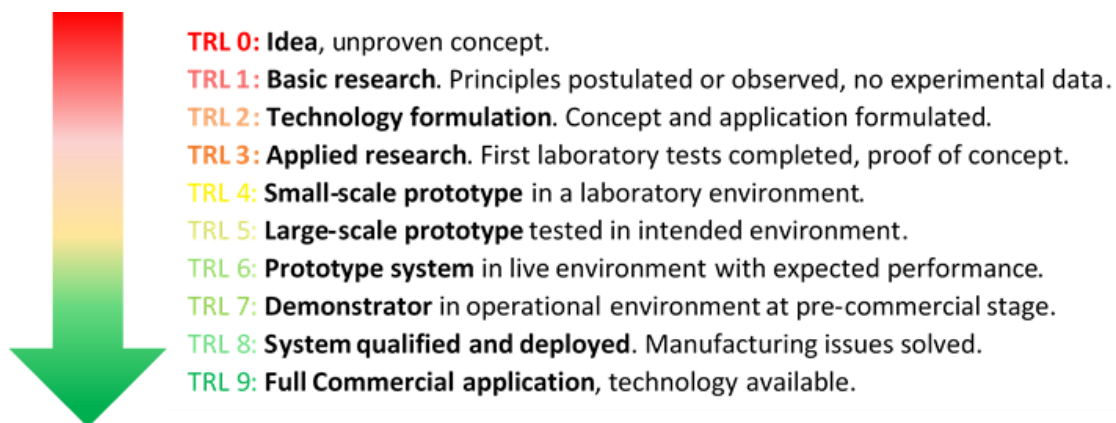 TRL 0: Idea, unproven concept.
TRL 1: Basic research. Principles postulated or observed, no experimental data.
TRL 2: Technology formulation. Concept and application formulated.
TRL 3: Applied research. First laboratory tests completed, proof of concept.
TRL 4: Small-scale prototype in a laboratory environment.
TRL 5: Large-scale prototype tested in intended environment.
TRL 6: Prototype system in live environment with expected performance.
TRL 7: Demonstrator in operational environment at pre-commercial stage.
TRL 8: System qualified and deployed. Manufacturing issues solved.
TRL 9: Full Commercial application, technology available.